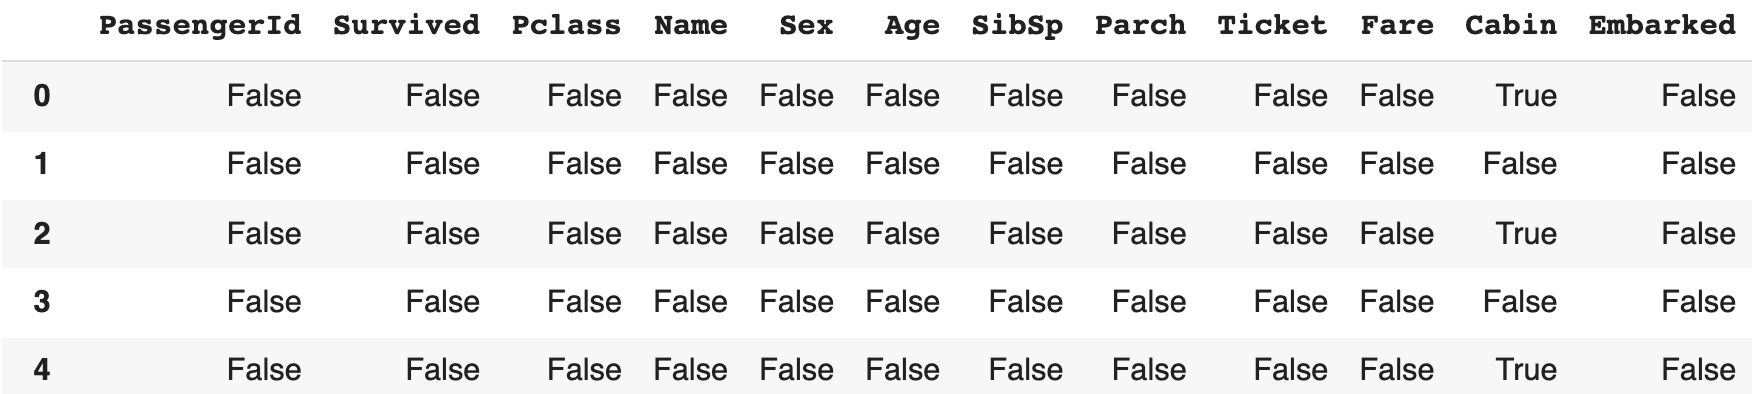 PassengerId Survived Pclass Name Sex Age SibSp Parch Ticket Fare Cabin Embarked
0 False False False False False False False False False False True False
1 False False False False False False False False False False False False
2 False False False False False False False False False False True False
3 False False False False False False False False False False False False
4 False False False False False False False False False False True False